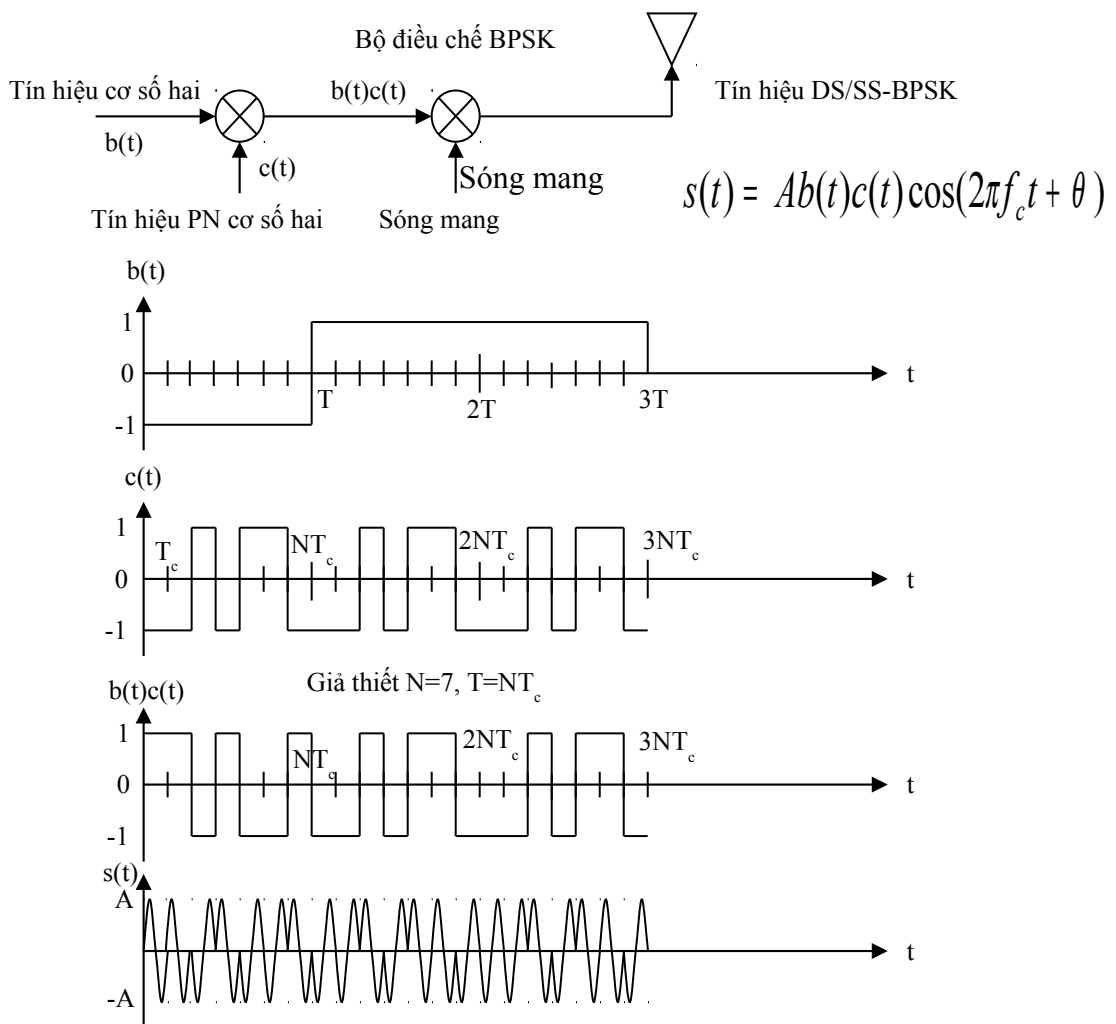 Bộ điều chế BPSK
Tín hiệu cơ số hai
b(t)c(t)
Tín hiệu DS/SS-BPSK
b(t)
c(t)
Sóng mang
s(t) = Ab(t)c(t)cos(2πf_c t + θ)
Tín hiệu PN cơ số hai
Sóng mang
b(t)
1
0
t
T
2T
3T
-1
c(t)
1
T_c
NT_c
2NT_c
3NT_c
0
t
-1
Giả thiết N=7, T=NT_c
b(t)c(t)
1
NT_c
2NT_c
3NT_c
0
t
-1
s(t)
A
t
-A